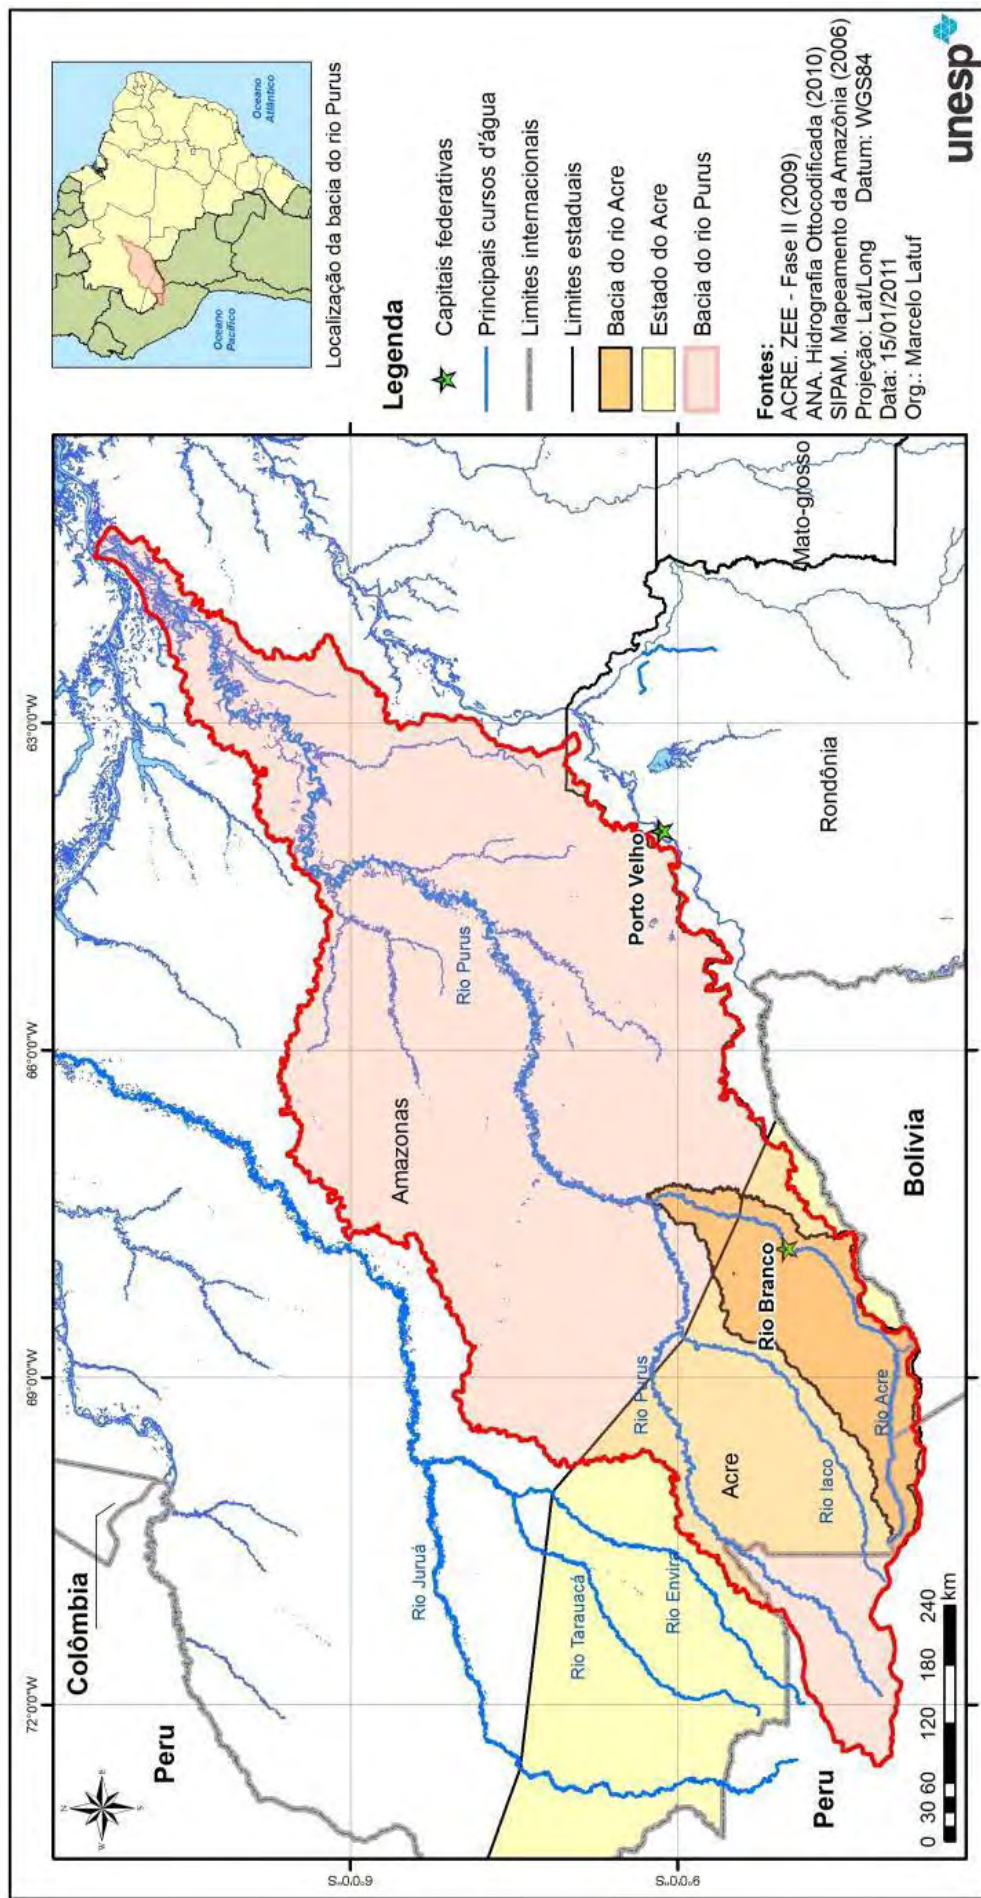 72°0'0"W
69°0'0"W
66°0'0"W
63°0'0"W
6°0'0"S
9°0'0"S
N
E
S
W
Colômbia
Peru
Rio Juruá
Amazonas
Rio Purus
Rio Tarauacá
Rio Envira
Rio Purus
Acre
Rio Iaco
Rio Acre
Rio Branco
Porto Velho
Rondônia
Mato-grosso
Bolívia
Peru
0 30 60 120 180 240
km
Oceano
Pacífico
Oceano
Atlântico
Localização da bacia do rio Purus
Legenda
Capitais federativas
Principais cursos d'água
Limites internacionais
Limites estaduais
Bacia do rio Acre
Estado do Acre
Bacia do rio Purus
Fontes:
ACRE. ZEE - Fase II (2009)
ANA. Hidrografia Ottocodificada (2010)
SIPAM. Mapeamento da Amazônia (2006)
Projeção: Lat/Long Datum: WGS84
Data: 15/01/2011
Org.: Marcelo Latuf
unesp